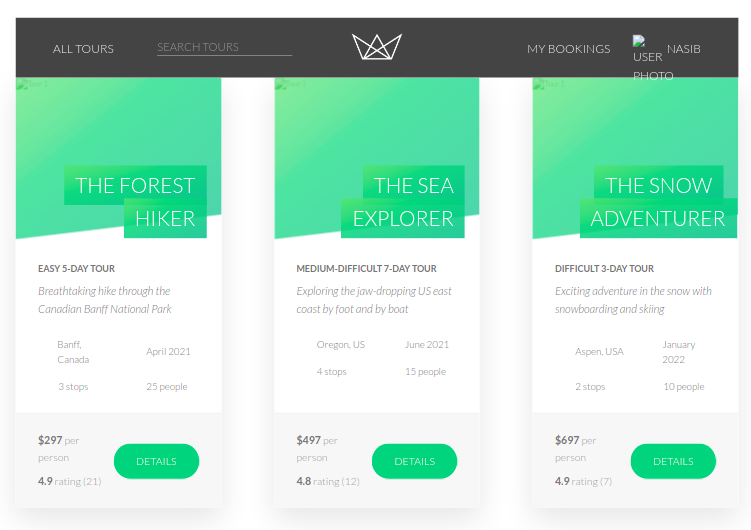 ALL TOURS
SEARCH TOURS
MY BOOKINGS
USER
PHOTO
NASIB
Tour 1
THE FOREST
HIKER
EASY 5-DAY TOUR
Breathtaking hike through the
Canadian Banff National Park
Banff,
Canada
April 2021
3 stops
25 people
$297 per
person
4.9 rating (21)
DETAILS
Tour 1
THE SEA
EXPLORER
MEDIUM-DIFFICULT 7-DAY TOUR
Exploring the jaw-dropping US east
coast by foot and by boat
Oregon, US
June 2021
4 stops
15 people
$497 per
person
4.8 rating (12)
DETAILS
Tour 1
THE SNOW
ADVENTURER
DIFFICULT 3-DAY TOUR
Exciting adventure in the snow with
snowboarding and skiing
Aspen, USA
January
2022
2 stops
10 people
$697 per
person
4.9 rating (7)
DETAILS